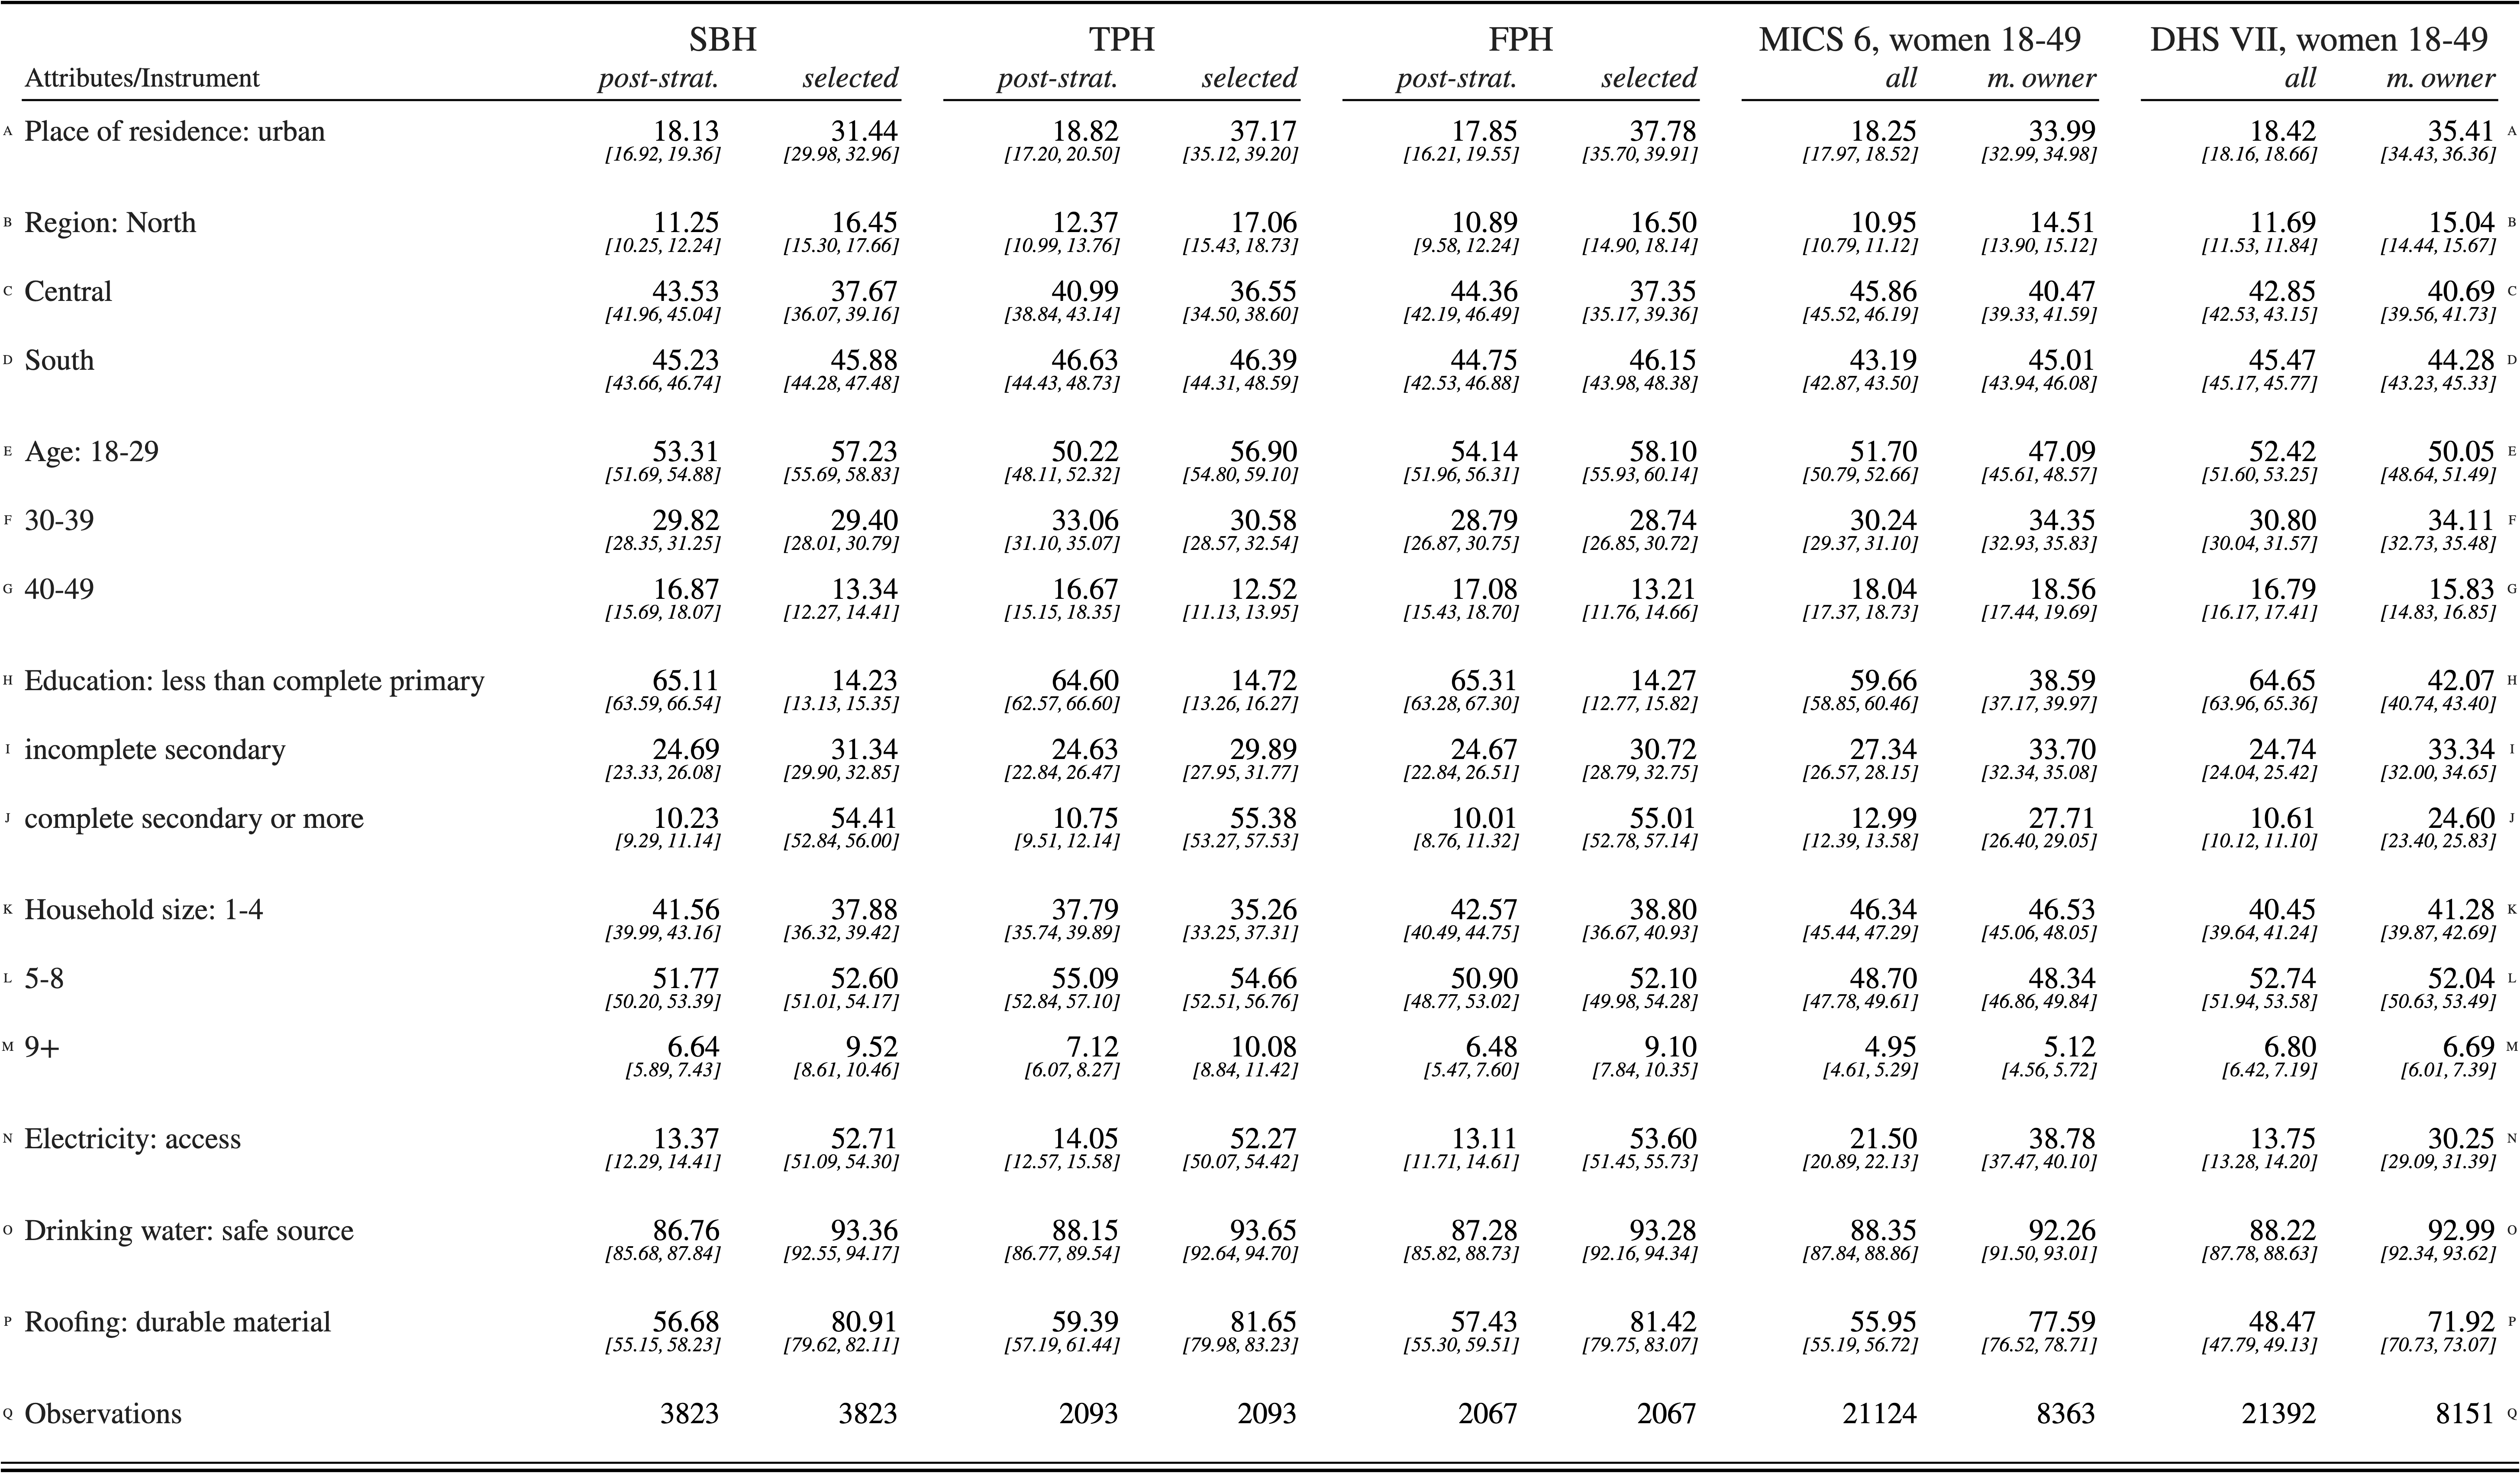 SBH TPH FPH MICS 6, women 18-49 DHS VII, women 18-49
Attributes/Instrument post-strat. selected post-strat. selected post-strat. selected all m. owner all m. owner
A Place of residence: urban 18.13 31.44 18.82 37.17 17.85 37.78 18.25 33.99 18.42 35.41 A
[16.92, 19.36] [29.98, 32.96] [17.20, 20.50] [35.12, 39.20] [16.21, 19.55] [35.70, 39.91] [17.97, 18.52] [32.99, 34.98] [18.16, 18.66] [34.43, 36.36]
B Region: North 11.25 16.45 12.37 17.06 10.89 16.50 10.95 14.51 11.69 15.04 B
[10.25, 12.24] [15.30, 17.66] [10.99, 13.76] [15.43, 18.73] [9.58, 12.24] [14.90, 18.14] [10.79, 11.12] [13.90, 15.12] [11.53, 11.84] [14.44, 15.67]
C Central 43.53 37.67 40.99 36.55 44.36 37.35 45.86 40.47 42.85 40.69 C
[41.96, 45.04] [36.07, 39.16] [38.84, 43.14] [34.50, 38.60] [42.19, 46.49] [35.17, 39.36] [45.52, 46.19] [39.33, 41.59] [42.53, 43.15] [39.56, 41.73]
D South 45.23 45.88 46.63 46.39 44.75 46.15 43.19 45.01 45.47 44.28 D
[43.66, 46.74] [44.28, 47.48] [44.43, 48.73] [44.31, 48.59] [42.53, 46.88] [43.98, 48.38] [42.87, 43.50] [43.94, 46.08] [45.17, 45.77] [43.23, 45.33]
E Age: 18-29 53.31 57.23 50.22 56.90 54.14 58.10 51.70 47.09 52.42 50.05 E
[51.69, 54.88] [55.69, 58.83] [48.11, 52.32] [54.80, 59.10] [51.96, 56.31] [55.93, 60.14] [50.79, 52.66] [45.61, 48.57] [51.60, 53.25] [48.64, 51.49]
F 30-39 29.82 29.40 33.06 30.58 28.79 28.74 30.24 34.35 30.80 34.11 F
[28.35, 31.25] [28.01, 30.79] [31.10, 35.07] [28.57, 32.54] [26.87, 30.75] [26.85, 30.72] [29.37, 31.10] [32.93, 35.83] [30.04, 31.57] [32.73, 35.48]
G 40-49 16.87 13.34 16.67 12.52 17.08 13.21 18.04 18.56 16.79 15.83 G
[15.69, 18.07] [12.27, 14.41] [15.15, 18.35] [11.13, 13.95] [15.43, 18.70] [11.76, 14.66] [17.37, 18.73] [17.44, 19.69] [16.17, 17.41] [14.83, 16.85]
H Education: less than complete primary 65.11 14.23 64.60 14.72 65.31 14.27 59.66 38.59 64.65 42.07 H
[63.59, 66.54] [13.13, 15.35] [62.57, 66.60] [13.26, 16.27] [63.28, 67.30] [12.77, 15.82] [58.85, 60.46] [37.17, 39.97] [63.96, 65.36] [40.74, 43.40]
I incomplete secondary 24.69 31.34 24.63 29.89 24.67 30.72 27.34 33.70 24.74 33.34 I
[23.33, 26.08] [29.90, 32.85] [22.84, 26.47] [27.95, 31.77] [22.84, 26.51] [28.79, 32.75] [26.57, 28.15] [32.34, 35.08] [24.04, 25.42] [32.00, 34.65]
J complete secondary or more 10.23 54.41 10.75 55.38 10.01 55.01 12.99 27.71 10.61 24.60 J
[9.29, 11.14] [52.84, 56.00] [9.51, 12.14] [53.27, 57.53] [8.76, 11.32] [52.78, 57.14] [12.39, 13.58] [26.40, 29.05] [10.12, 11.10] [23.40, 25.83]
K Household size: 1-4 41.56 37.88 37.79 35.26 42.57 38.80 46.34 46.53 40.45 41.28 K
[39.99, 43.16] [36.32, 39.42] [35.74, 39.89] [33.25, 37.31] [40.49, 44.75] [36.67, 40.93] [45.44, 47.29] [45.06, 48.05] [39.64, 41.24] [39.87, 42.69]
L 5-8 51.77 52.60 55.09 54.66 50.90 52.10 48.70 48.34 52.74 52.04 L
[50.20, 53.39] [51.01, 54.17] [52.84, 57.10] [52.51, 56.76] [48.77, 53.02] [49.98, 54.28] [47.78, 49.61] [46.86, 49.84] [51.94, 53.58] [50.63, 53.49]
M 9+ 6.64 9.52 7.12 10.08 6.48 9.10 4.95 5.12 6.80 6.69 M
[5.89, 7.43] [8.61, 10.46] [6.07, 8.27] [8.84, 11.42] [5.47, 7.60] [7.84, 10.35] [4.61, 5.29] [4.56, 5.72] [6.42, 7.19] [6.01, 7.39]
N Electricity: access 13.37 52.71 14.05 52.27 13.11 53.60 21.50 38.78 13.75 30.25 N
[12.29, 14.41] [51.09, 54.30] [12.57, 15.58] [50.07, 54.42] [11.71, 14.61] [51.45, 55.73] [20.89, 22.13] [37.47, 40.10] [13.28, 14.20] [29.09, 31.39]
O Drinking water: safe source 86.76 93.36 88.15 93.65 87.28 93.28 88.35 92.26 88.22 92.99 O
[85.68, 87.84] [92.55, 94.17] [86.77, 89.54] [92.64, 94.70] [85.82, 88.73] [92.16, 94.34] [87.84, 88.86] [91.50, 93.01] [87.78, 88.63] [92.34, 93.62]
P Roofing: durable material 56.68 80.91 59.39 81.65 57.43 81.42 55.95 77.59 48.47 71.92 P
[55.15, 58.23] [79.62, 82.11] [57.19, 61.44] [79.98, 83.23] [55.30, 59.51] [79.75, 83.07] [55.19, 56.72] [76.52, 78.71] [47.79, 49.13] [70.73, 73.07]
Q Observations 3823 3823 2093 2093 2067 2067 21124 8363 21392 8151 Q